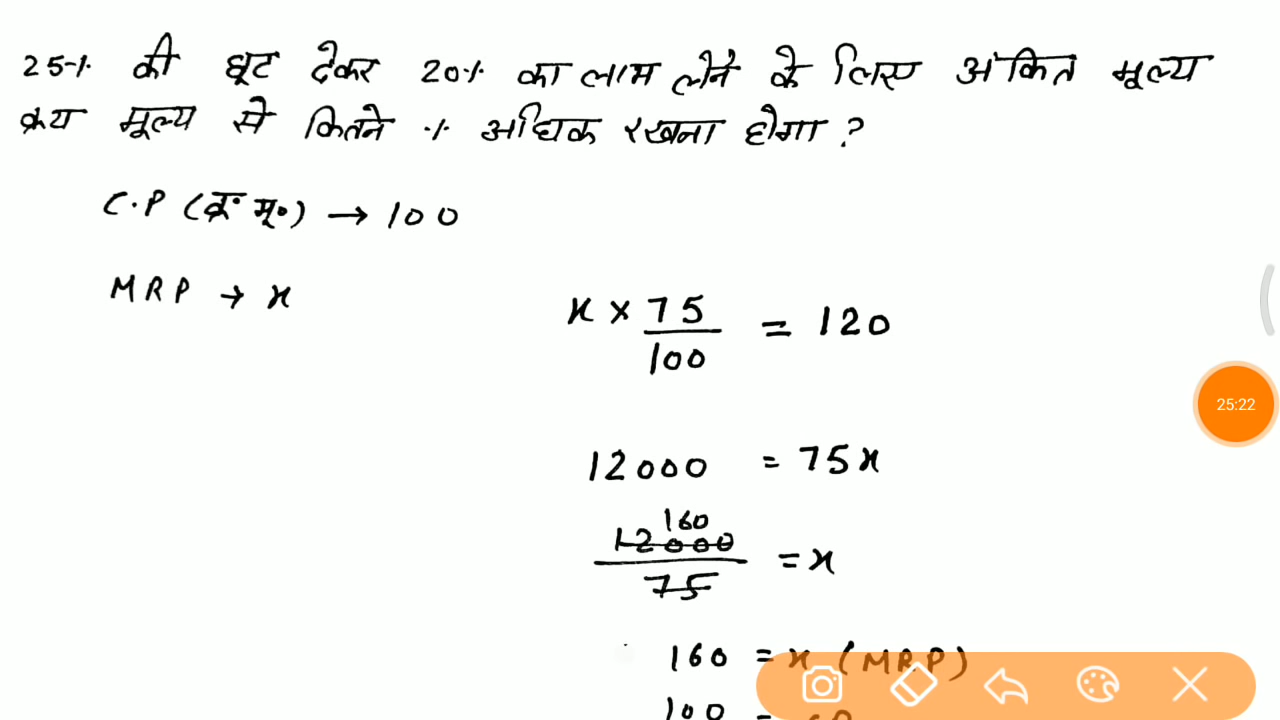 25% की छूट देकर 20% का लाभ लेने के लिए अंकित मूल्य
क्रय मूल्य से कितने % अधिक रखना होगा ?
C.P (क्र॰ मू॰) → 100
MRP → x
x × 75/100 = 120
12000 = 75x
160
12000/75 = x
160 = x (MRP)
100 =
25:22